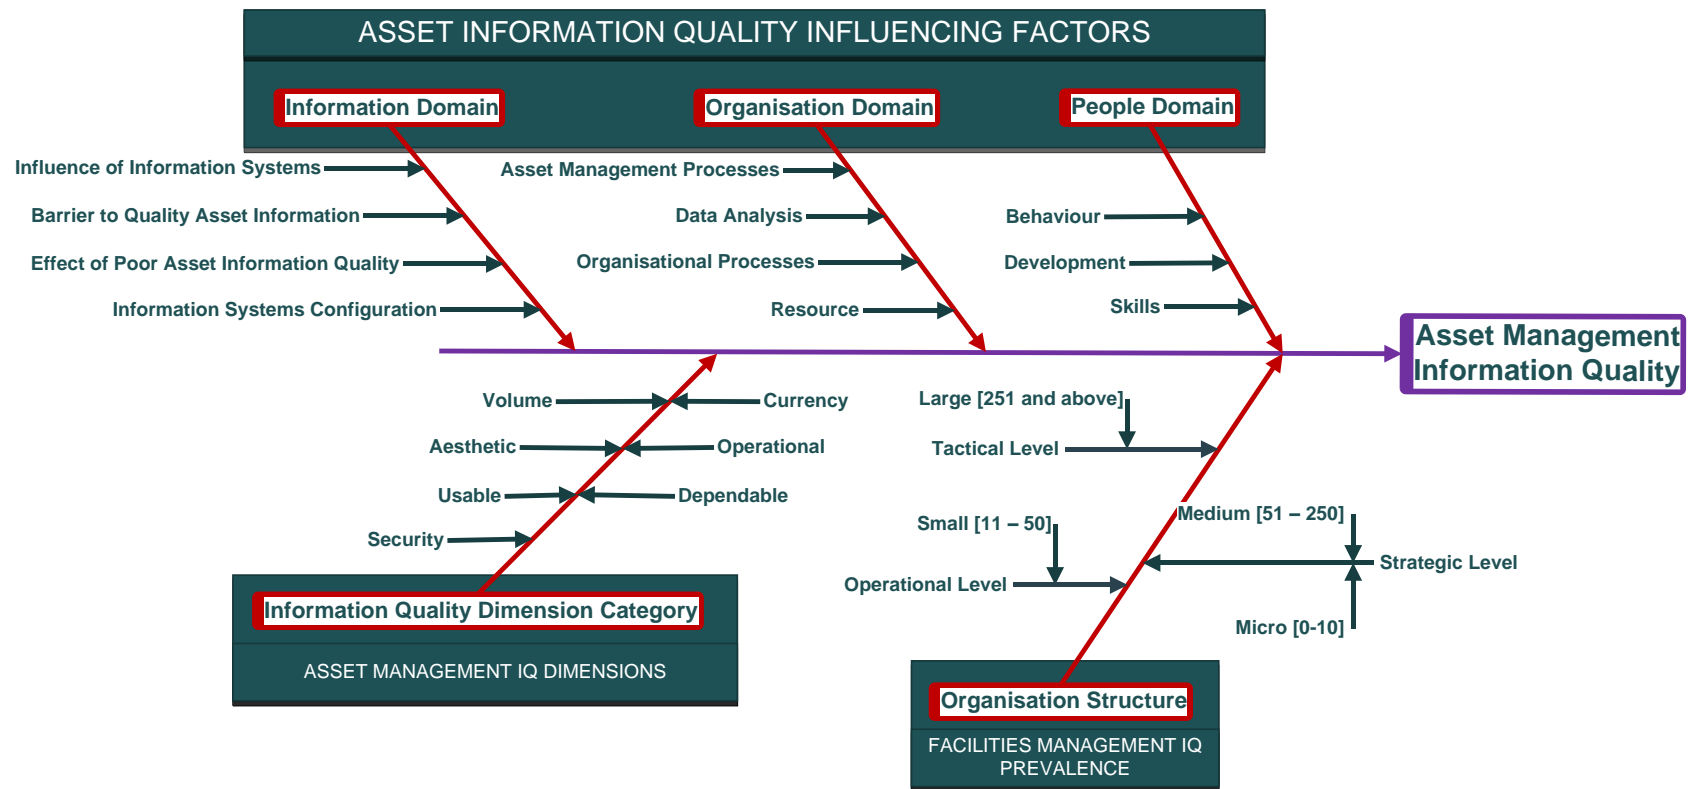 ASSET INFORMATION QUALITY INFLUENCING FACTORS
Information Domain
Organisation Domain
People Domain
Influence of Information Systems
Barrier to Quality Asset Information
Effect of Poor Asset Information Quality
Information Systems Configuration
Asset Management Processes
Data Analysis
Organisational Processes
Resource
Behaviour
Development
Skills
Asset Management
Information Quality
Volume
Currency
Aesthetic
Operational
Usable
Dependable
Security
Information Quality Dimension Category
ASSET MANAGEMENT IQ DIMENSIONS
Large [251 and above]
Tactical Level
Small [11 – 50]
Operational Level
Medium [51 – 250]
Strategic Level
Micro [0-10]
Organisation Structure
FACILITIES MANAGEMENT IQ
PREVALENCE